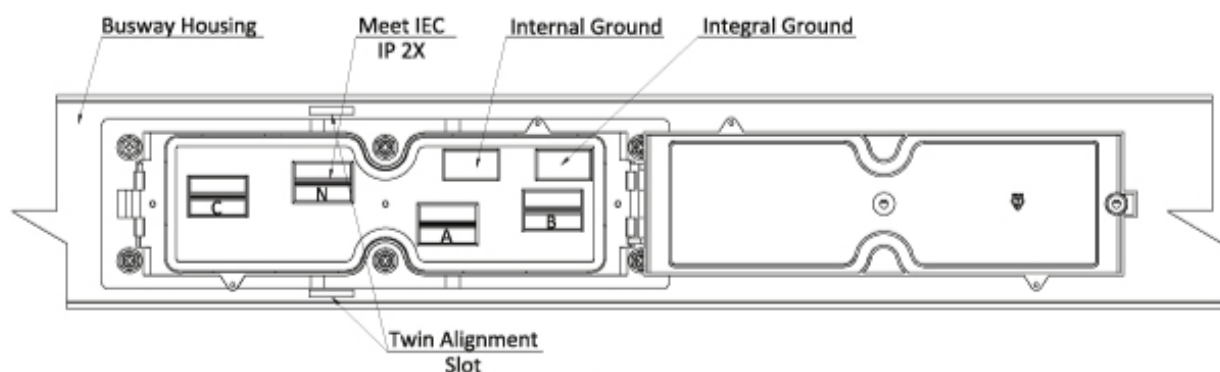 Busway Housing
Meet IEC
IP 2X
Internal Ground
Integral Ground
C
N
A
B
Twin Alignment
Slot